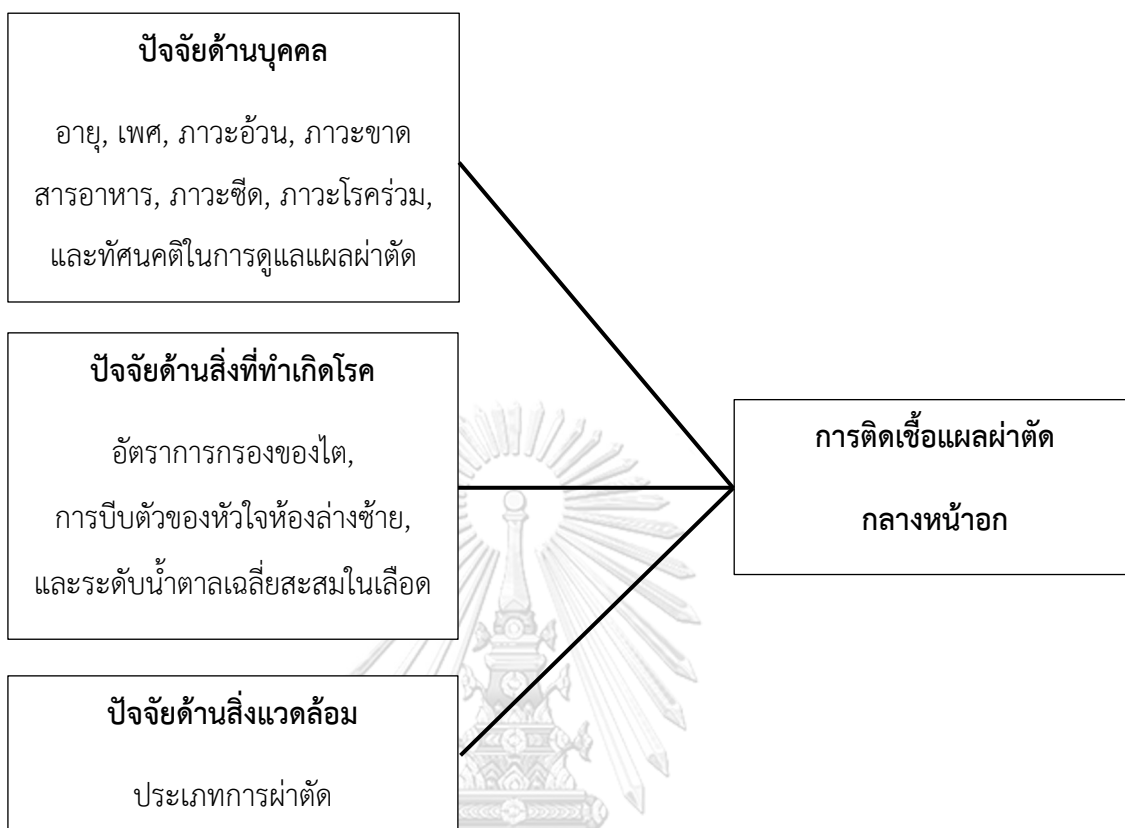 ปัจจัยด้านบุคคล
อายุ, เพศ, ภาวะอ้วน, ภาวะขาด
สารอาหาร, ภาวะซีด, ภาวะโรคร่วม,
และทัศนคติในการดูแลแผลผ่าตัด
ปัจจัยด้านสิ่งที่ทำเกิดโรค
อัตราการกรองของไต,
การบีบตัวของหัวใจห้องล่างซ้าย,
และระดับน้ำตาลเฉลี่ยสะสมในเลือด
ปัจจัยด้านสิ่งแวดล้อม
ประเภทการผ่าตัด
การติดเชื้อแผลผ่าตัด
กลางหน้าอก